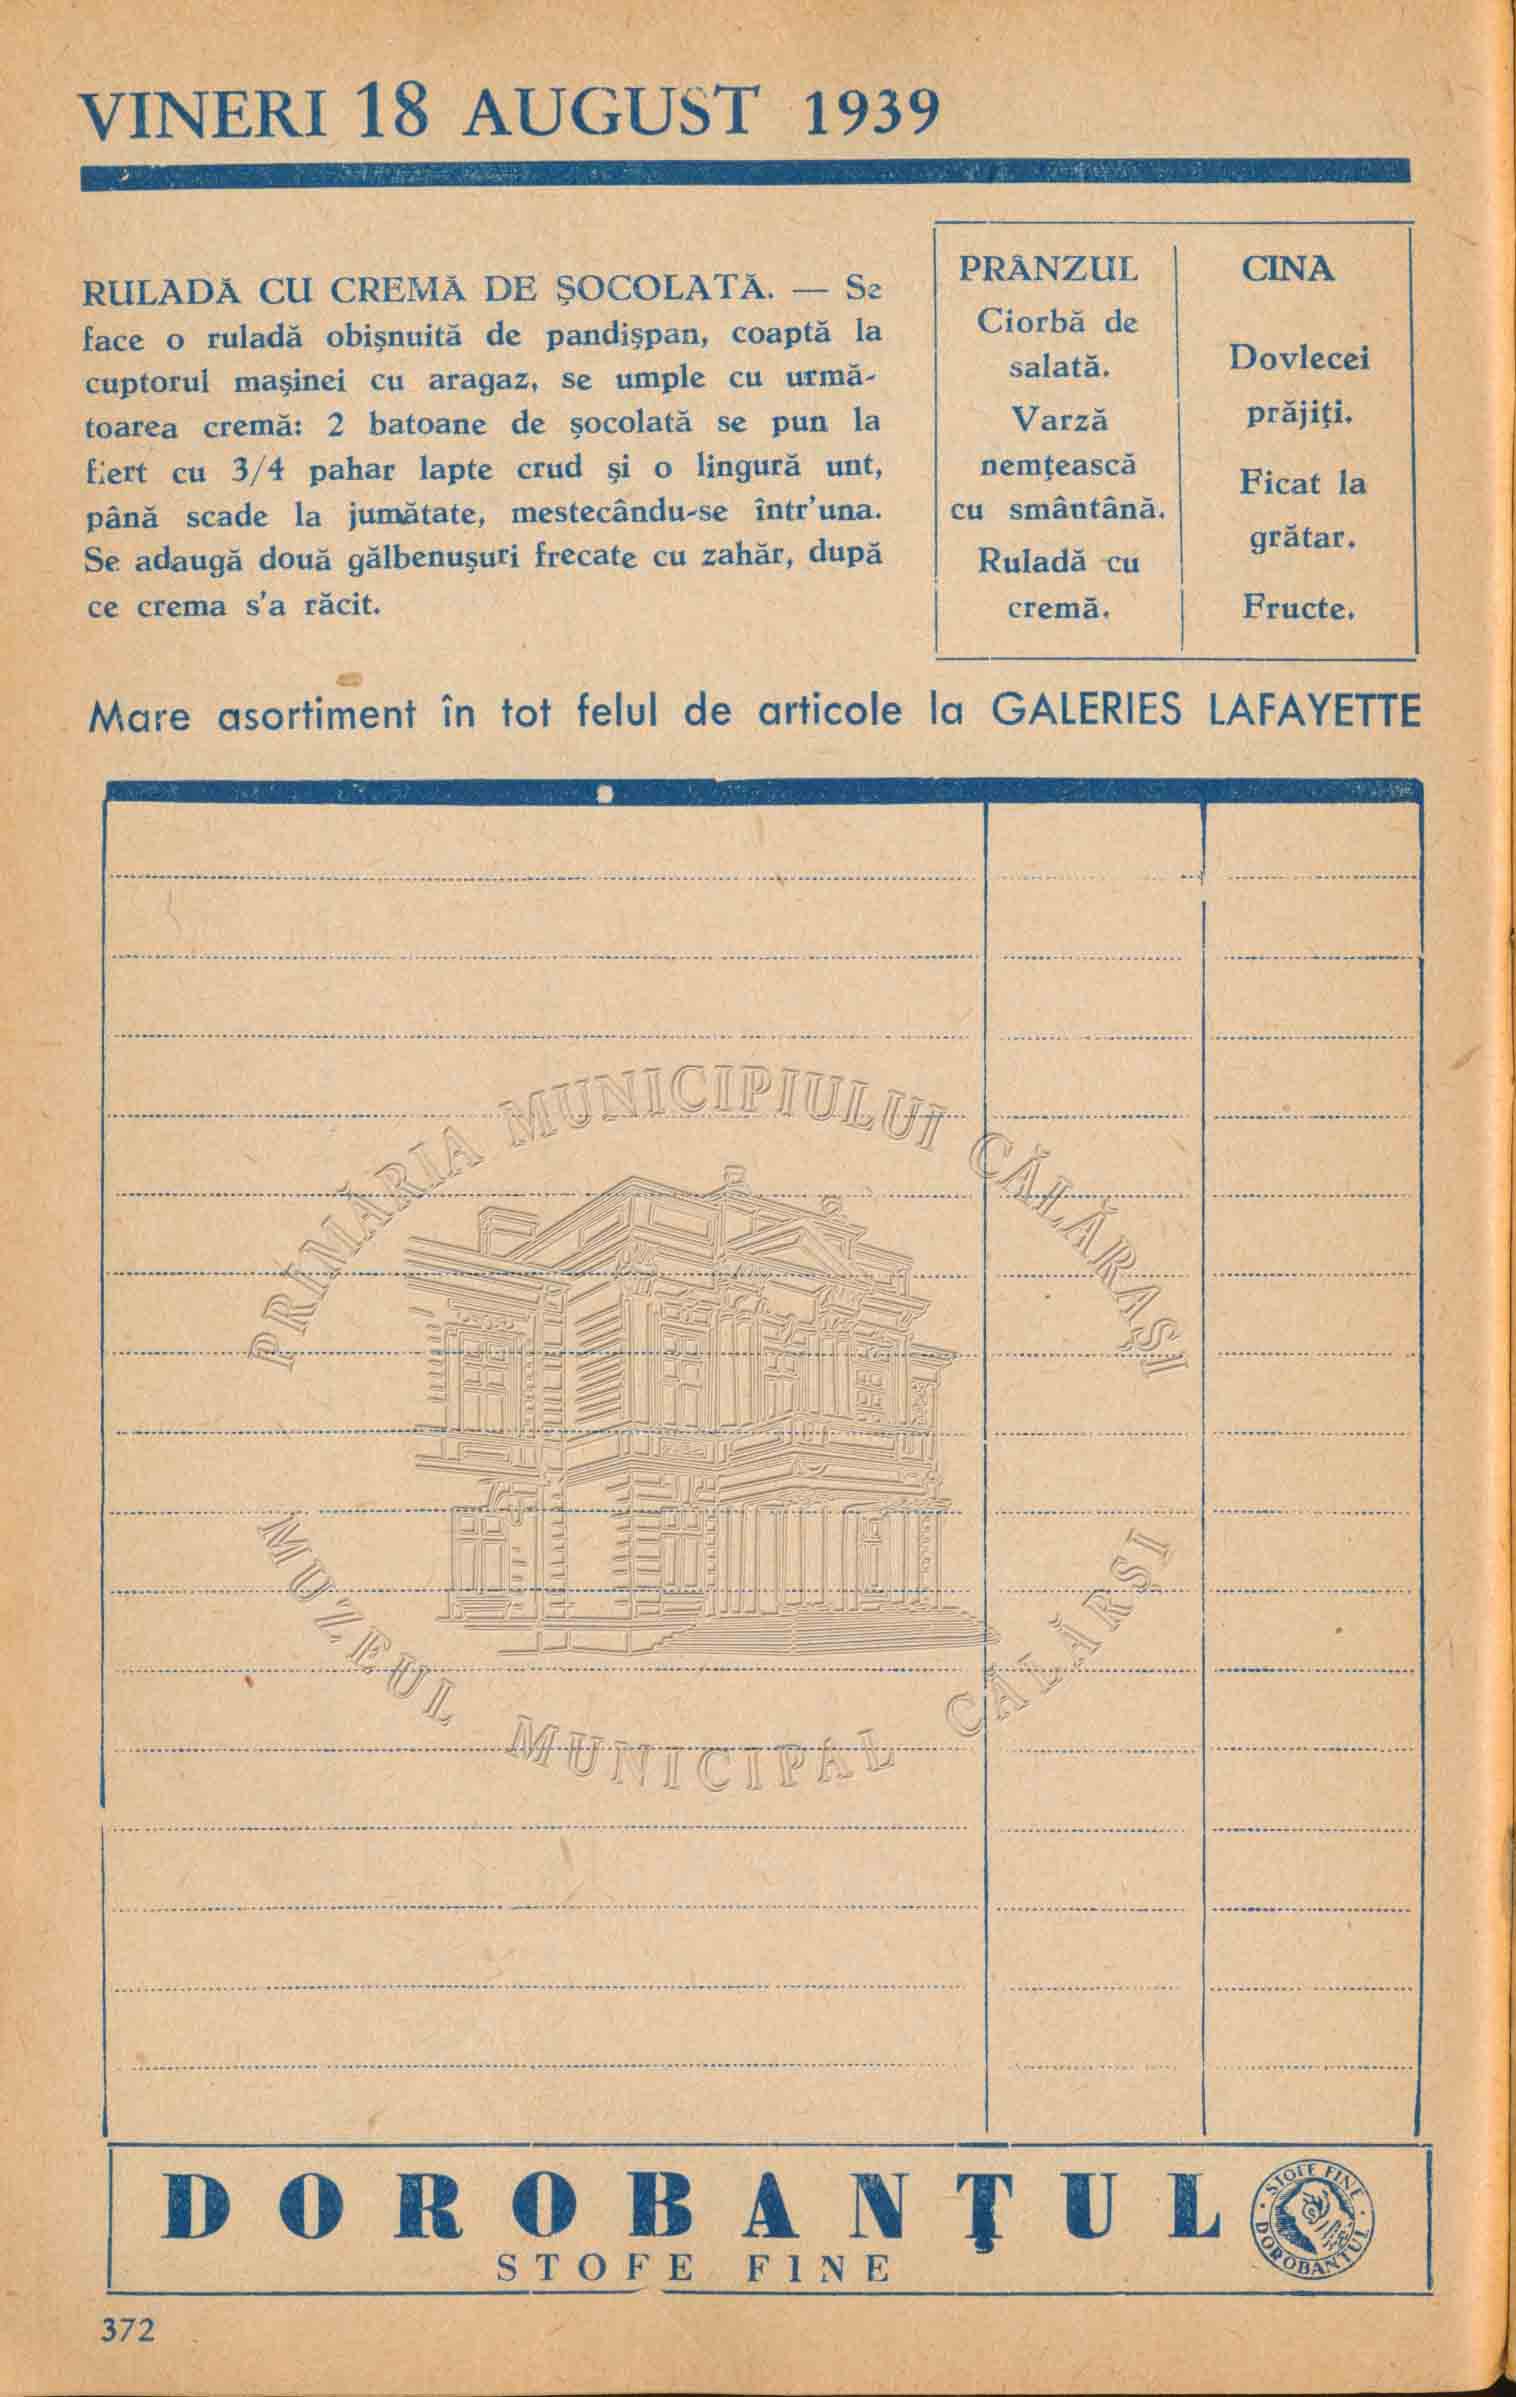 VINERI 18 AUGUST 1939
RULADĂ CU CREMĂ DE ŞOCOLATĂ. — Se
face o ruladă obişnuită de pandişpan, coaptă la
cuptorul maşinei cu aragaz, se umple cu urmă-
toarea cremă: 2 batoane de şocolată se pun la
fiert cu 3/4 pahar lapte crud şi o lingură unt,
până scade la jumătate, mestecându-se într'una.
Se adaugă două gălbenuşuri frecate cu zahăr, după
ce crema s'a răcit.
PRÂNZUL
Ciorbă de
salată.
Varză
nemţească
cu smântână.
Ruladă cu
cremă.
CINA
Dovlecei
prăjiţi.
Ficat la
grătar.
Fructe.
Mare asortiment în tot felul de articole la GALERIES LAFAYETTE
PRIMĂRIA MUNICIPIULUI CĂLĂRAŞI
MUZEUL MUNICIPAL CĂLĂRŞI
DOROBANŢUL
STOFE FINE
STOFE FINE
DOROBANŢUL
372